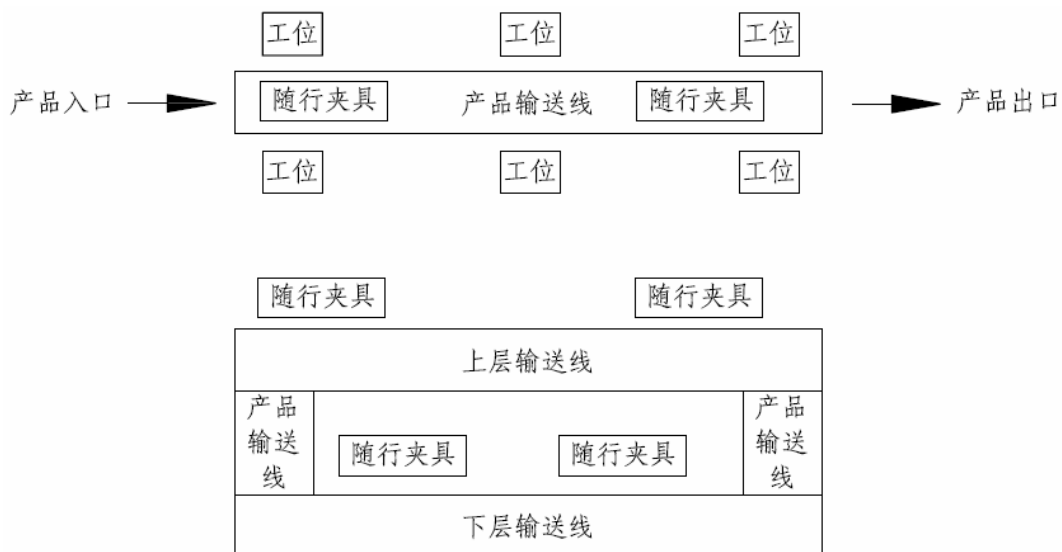 工位 工位 工位
产品入口 随行夹具 产品输送线 随行夹具 产品出口
工位 工位 工位
随行夹具 随行夹具
上层输送线
产品
输送
线
产品
输送
线
随行夹具 随行夹具
下层输送线